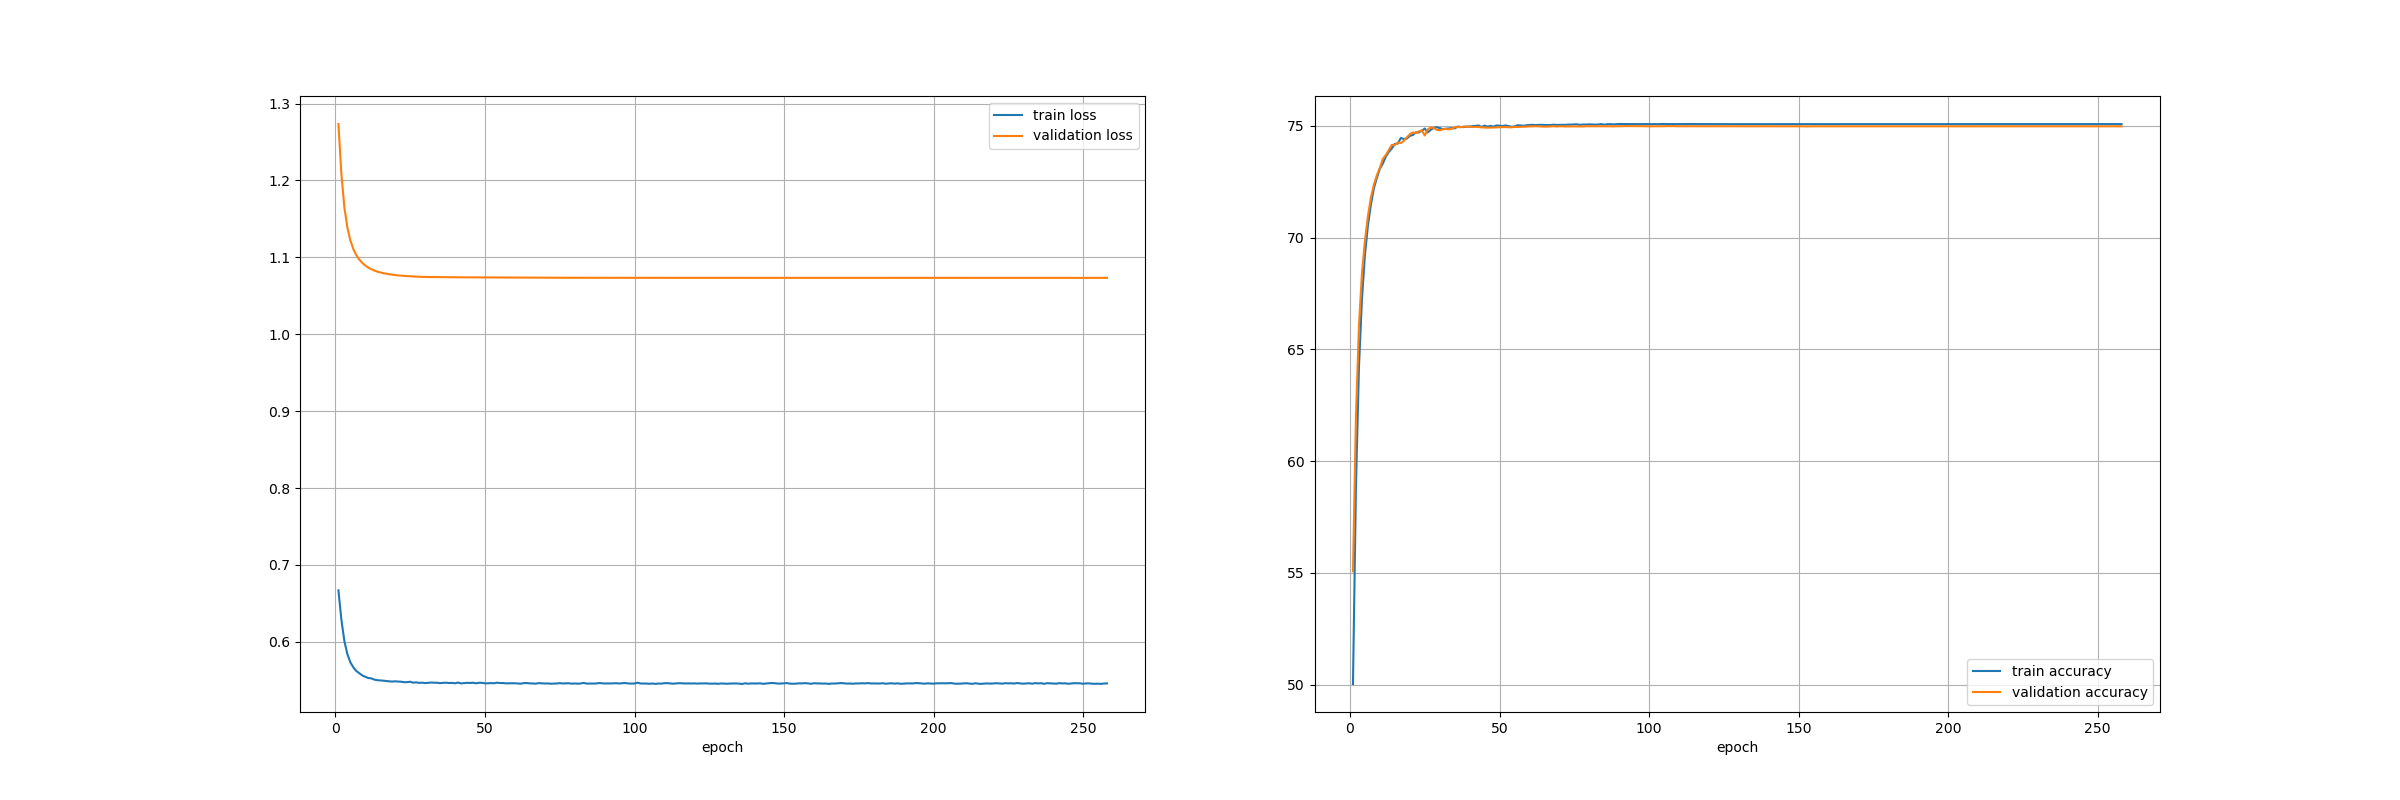 1.3
1.2
1.1
1.0
0.9
0.8
0.7
0.6
0 50 100 150 200 250
epoch
train loss
validation loss
75
70
65
60
55
50
0 50 100 150 200 250
epoch
train accuracy
validation accuracy